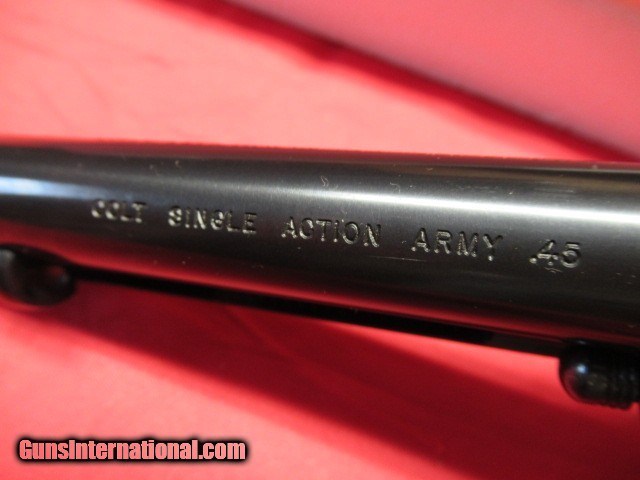 COLT SINGLE ACTION ARMY .45
GunsInternational.com